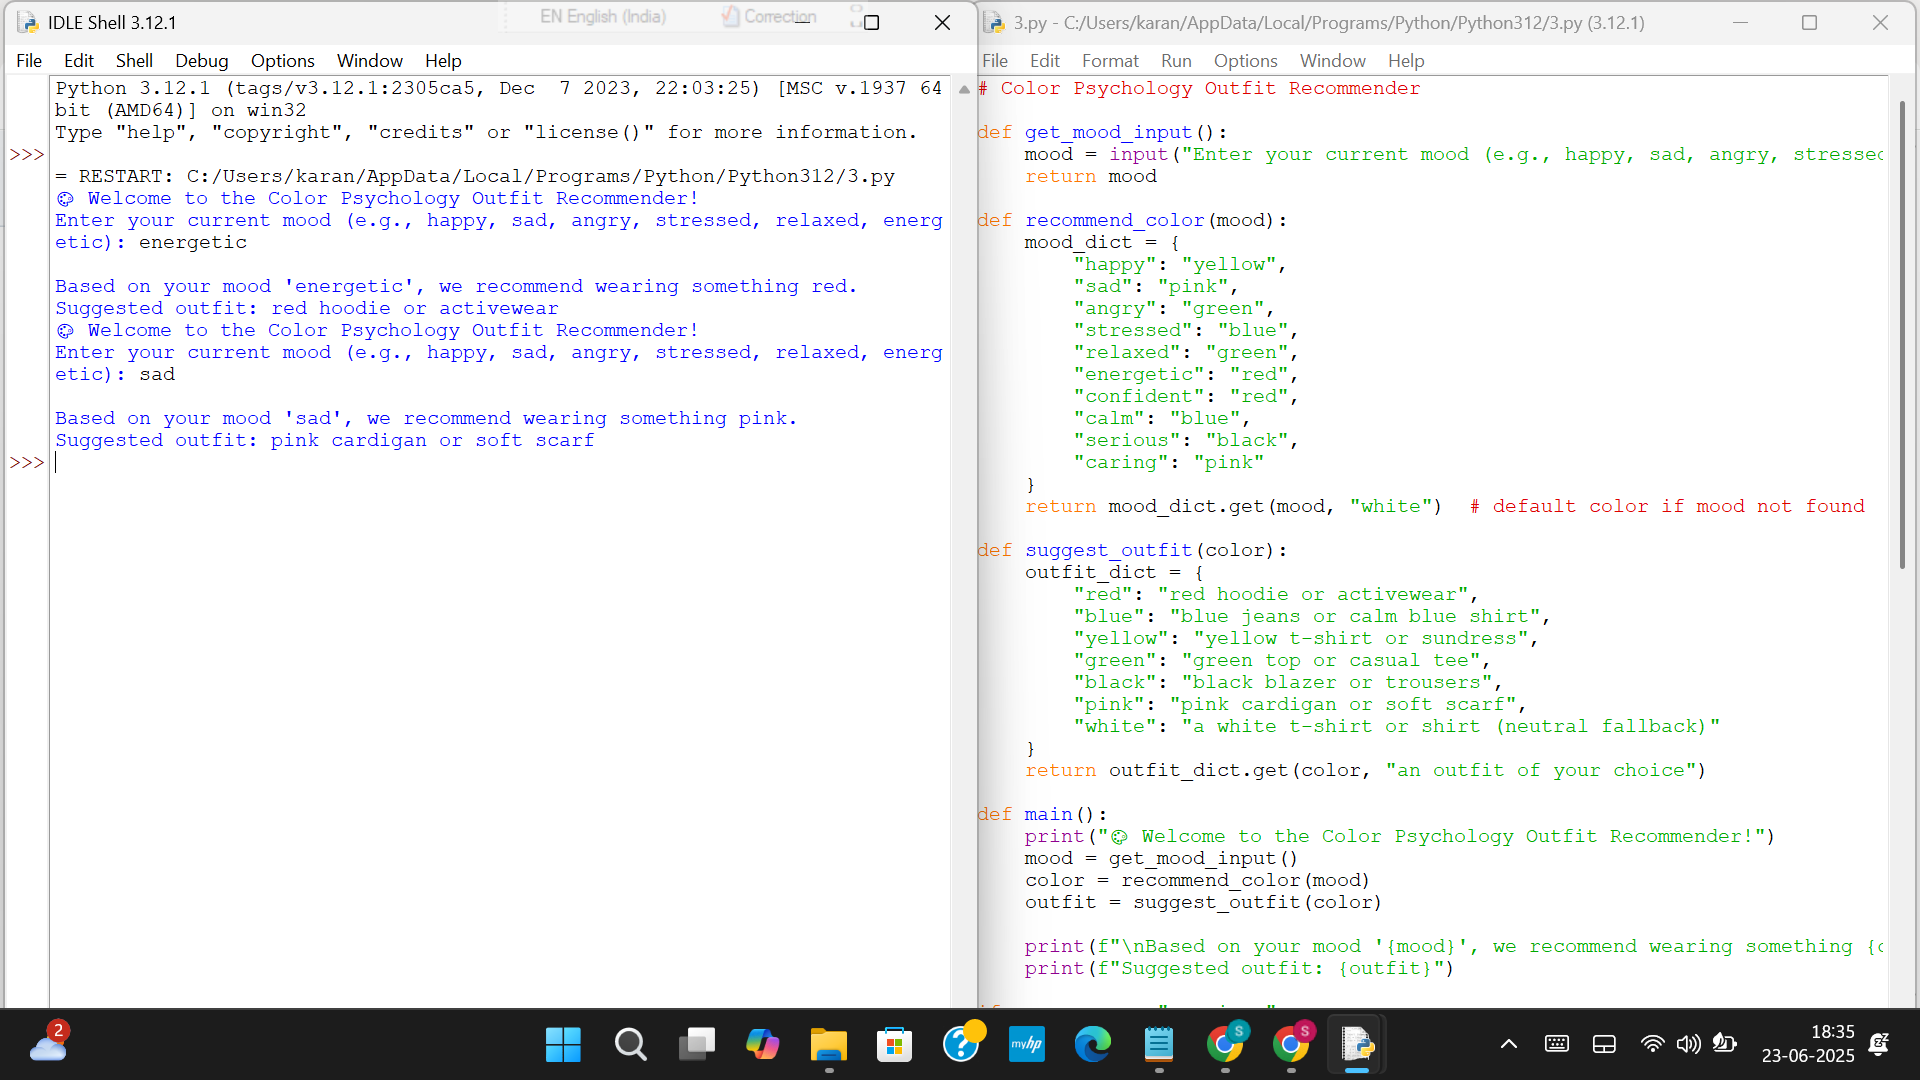 IDLE Shell 3.12.1
EN English (India)
Correction
File Edit Shell Debug Options Window Help
Python 3.12.1 (tags/v3.12.1:2305ca5, Dec  7 2023, 22:03:25) [MSC v.1937 64
bit (AMD64)] on win32
Type "help", "copyright", "credits" or "license()" for more information.
>>>
= RESTART: C:/Users/karan/AppData/Local/Programs/Python/Python312/3.py
🎨 Welcome to the Color Psychology Outfit Recommender!
Enter your current mood (e.g., happy, sad, angry, stressed, relaxed, energ
etic): energetic
Based on your mood 'energetic', we recommend wearing something red.
Suggested outfit: red hoodie or activewear
🎨 Welcome to the Color Psychology Outfit Recommender!
Enter your current mood (e.g., happy, sad, angry, stressed, relaxed, energ
etic): sad
Based on your mood 'sad', we recommend wearing something pink.
Suggested outfit: pink cardigan or soft scarf
>>>
3.py - C:/Users/karan/AppData/Local/Programs/Python/Python312/3.py (3.12.1)
File Edit Format Run Options Window Help
# Color Psychology Outfit Recommender
def get_mood_input():
    mood = input("Enter your current mood (e.g., happy, sad, angry, stressed
    return mood
def recommend_color(mood):
    mood_dict = {
        "happy": "yellow",
        "sad": "pink",
        "angry": "green",
        "stressed": "blue",
        "relaxed": "green",
        "energetic": "red",
        "confident": "red",
        "calm": "blue",
        "serious": "black",
        "caring": "pink"
    }
    return mood_dict.get(mood, "white")  # default color if mood not found
def suggest_outfit(color):
    outfit_dict = {
        "red": "red hoodie or activewear",
        "blue": "blue jeans or calm blue shirt",
        "yellow": "yellow t-shirt or sundress",
        "green": "green top or casual tee",
        "black": "black blazer or trousers",
        "pink": "pink cardigan or soft scarf",
        "white": "a white t-shirt or shirt (neutral fallback)"
    }
    return outfit_dict.get(color, "an outfit of your choice")
def main():
    print("🎨 Welcome to the Color Psychology Outfit Recommender!")
    mood = get_mood_input()
    color = recommend_color(mood)
    outfit = suggest_outfit(color)
    print(f"\nBased on your mood '{mood}', we recommend wearing something {c
    print(f"Suggested outfit: {outfit}")
2
myhp
S
S
18:35
23-06-2025